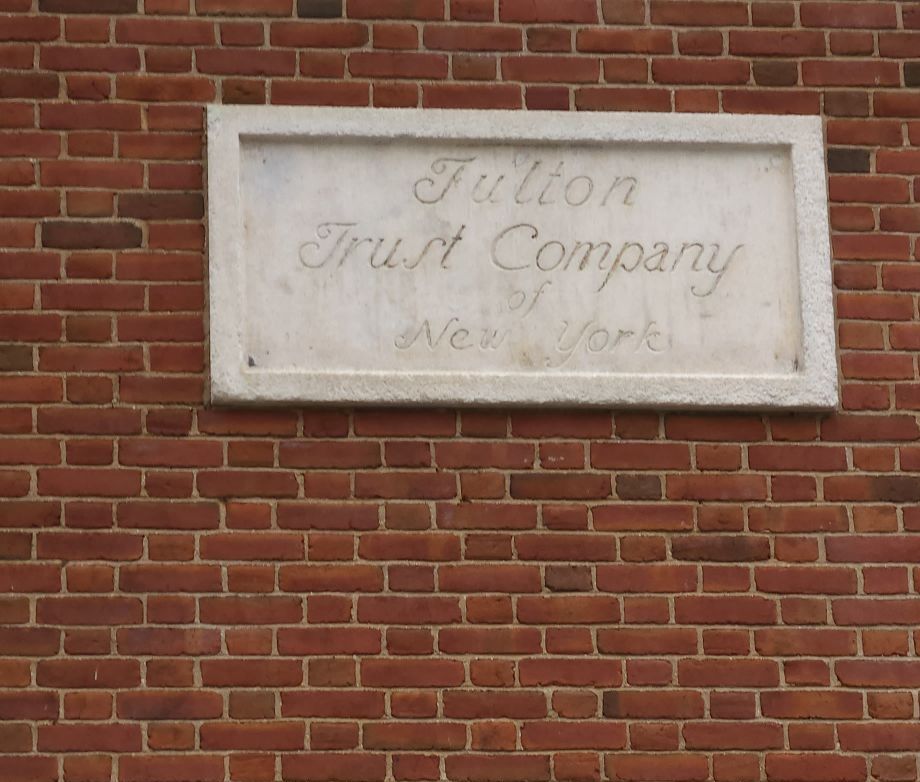 Fulton
Trust Company
of
New York